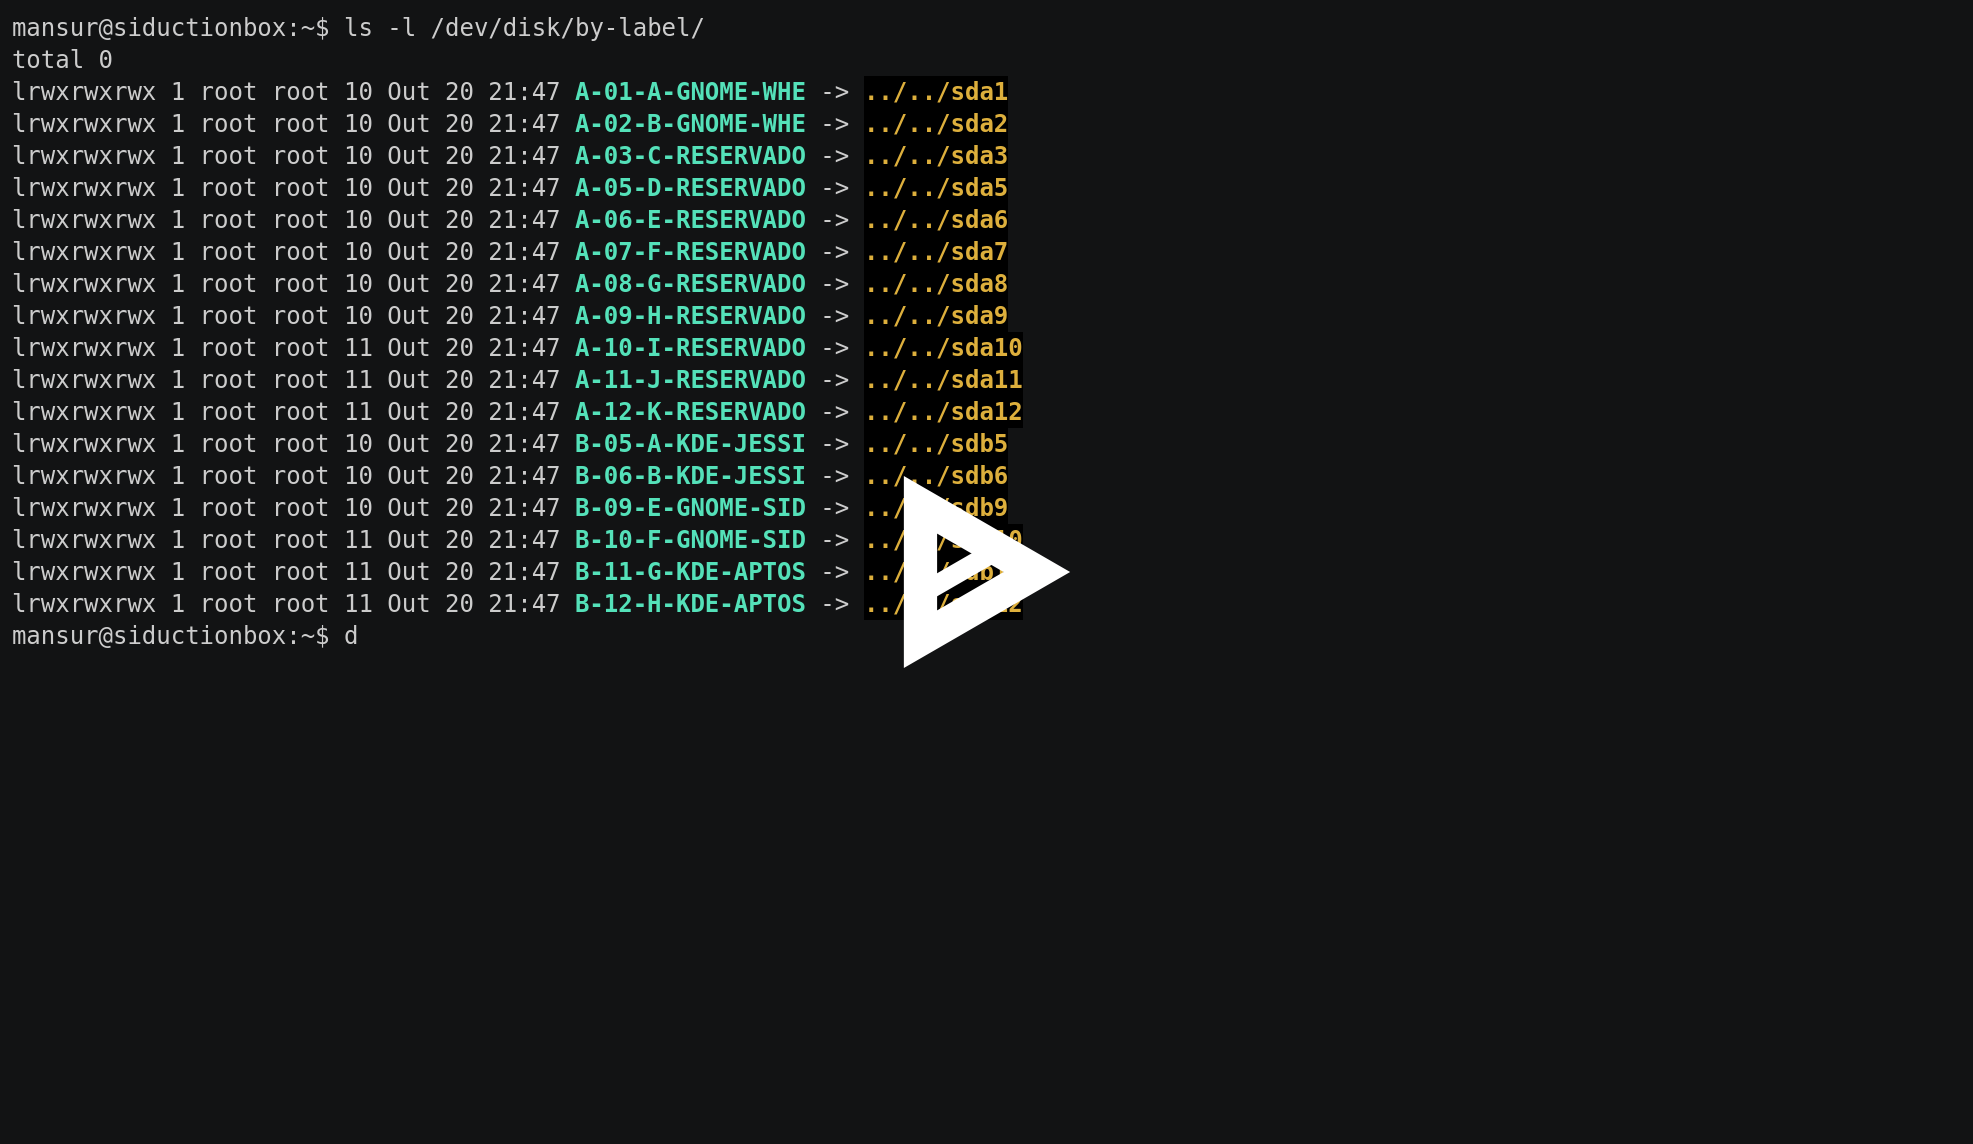 mansur@siductionbox:~$ ls -l /dev/disk/by-label/
total 0
lrwxrwxrwx 1 root root 10 Out 20 21:47 A-01-A-GNOME-WHE -> ../../sda1
lrwxrwxrwx 1 root root 10 Out 20 21:47 A-02-B-GNOME-WHE -> ../../sda2
lrwxrwxrwx 1 root root 10 Out 20 21:47 A-03-C-RESERVADO -> ../../sda3
lrwxrwxrwx 1 root root 10 Out 20 21:47 A-05-D-RESERVADO -> ../../sda5
lrwxrwxrwx 1 root root 10 Out 20 21:47 A-06-E-RESERVADO -> ../../sda6
lrwxrwxrwx 1 root root 10 Out 20 21:47 A-07-F-RESERVADO -> ../../sda7
lrwxrwxrwx 1 root root 10 Out 20 21:47 A-08-G-RESERVADO -> ../../sda8
lrwxrwxrwx 1 root root 10 Out 20 21:47 A-09-H-RESERVADO -> ../../sda9
lrwxrwxrwx 1 root root 11 Out 20 21:47 A-10-I-RESERVADO -> ../../sda10
lrwxrwxrwx 1 root root 11 Out 20 21:47 A-11-J-RESERVADO -> ../../sda11
lrwxrwxrwx 1 root root 11 Out 20 21:47 A-12-K-RESERVADO -> ../../sda12
lrwxrwxrwx 1 root root 10 Out 20 21:47 B-05-A-KDE-JESSI -> ../../sdb5
lrwxrwxrwx 1 root root 10 Out 20 21:47 B-06-B-KDE-JESSI -> ../../sdb6
lrwxrwxrwx 1 root root 10 Out 20 21:47 B-09-E-GNOME-SID -> ../../sdb9
lrwxrwxrwx 1 root root 11 Out 20 21:47 B-10-F-GNOME-SID ->
lrwxrwxrwx 1 root root 11 Out 20 21:47 B-11-G-KDE-APTOS ->
lrwxrwxrwx 1 root root 11 Out 20 21:47 B-12-H-KDE-APTOS ->
mansur@siductionbox:~$ d